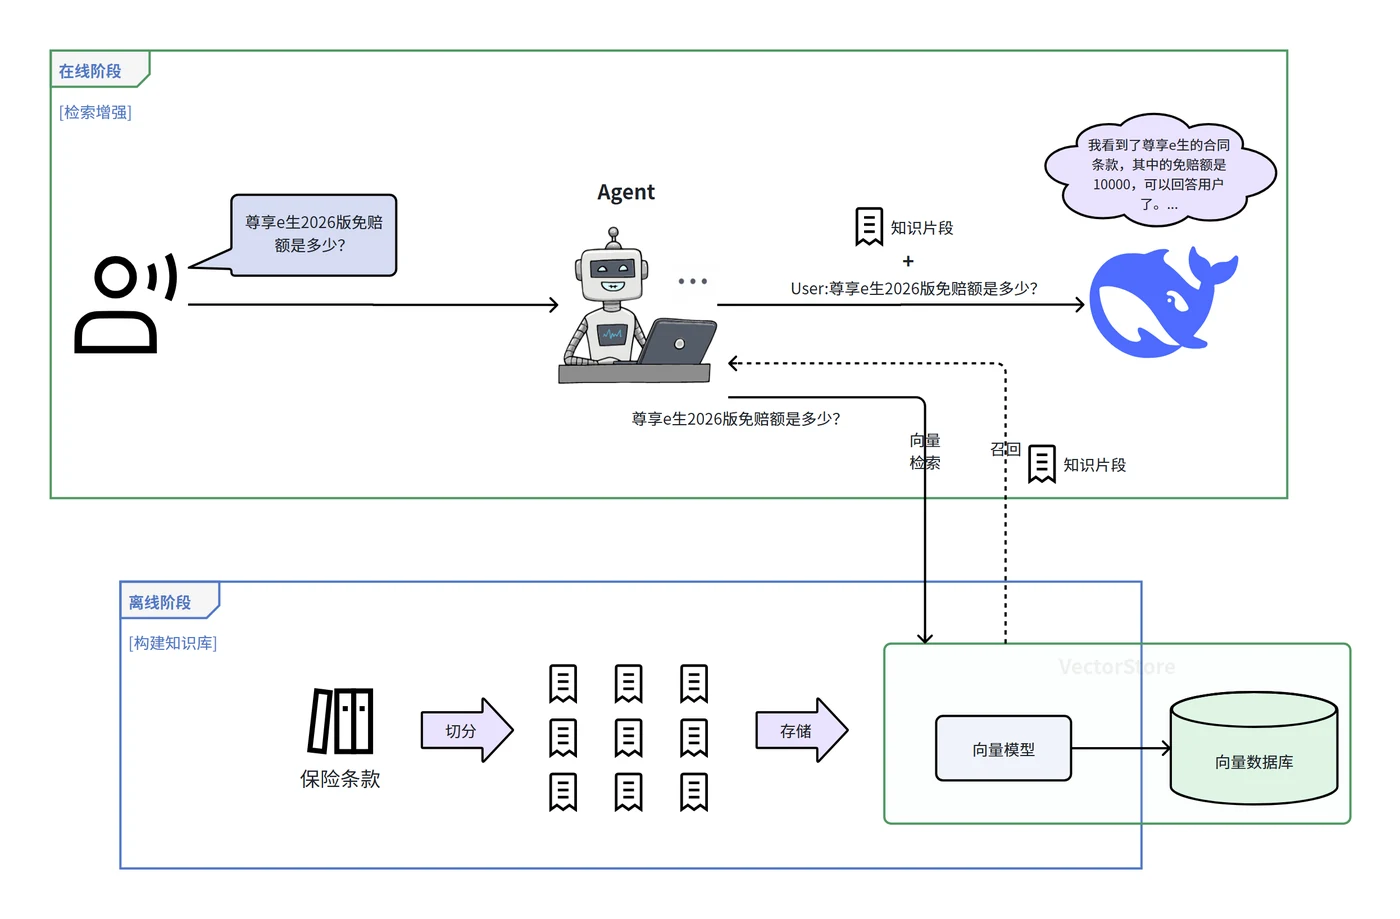 在线阶段
[检索增强]
尊享e生2026版免赔
额是多少?
Agent
...
知识片段
+
User:尊享e生2026版免赔额是多少?
我看到了尊享e生的合同
条款，其中的免赔额是
10000，可以回答用户
了。...
尊享e生2026版免赔额是多少?
向量
检索
召回
知识片段
离线阶段
[构建知识库]
保险条款
切分
存储
VectorStore
向量模型
向量数据库